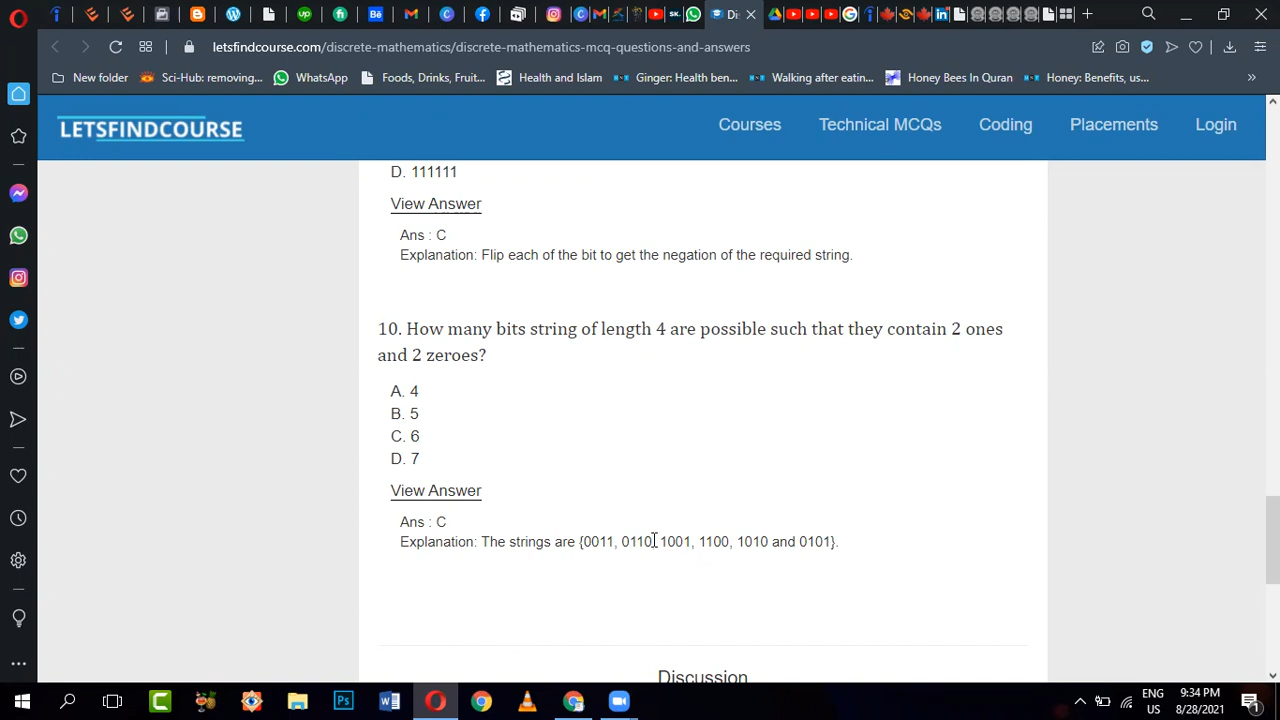 letsfindcourse.com/discrete-mathematics/discrete-mathematics-mcq-questions-and-answers
New folder
Sci-Hub: removing...
WhatsApp
Foods, Drinks, Fruit...
Health and Islam
Ginger: Health ben...
Walking after eatin...
Honey Bees In Quran
Honey: Benefits, us...
LETSFINDCOURSE
Courses
Technical MCQs
Coding
Placements
Login
D. 111111
View Answer
Ans : C
Explanation: Flip each of the bit to get the negation of the required string.
10. How many bits string of length 4 are possible such that they contain 2 ones
and 2 zeroes?
A. 4
B. 5
C. 6
D. 7
View Answer
Ans : C
Explanation: The strings are {0011, 0110, 1001, 1100, 1010 and 0101}.
Discussion
ENG
US
9:34 PM
8/28/2021